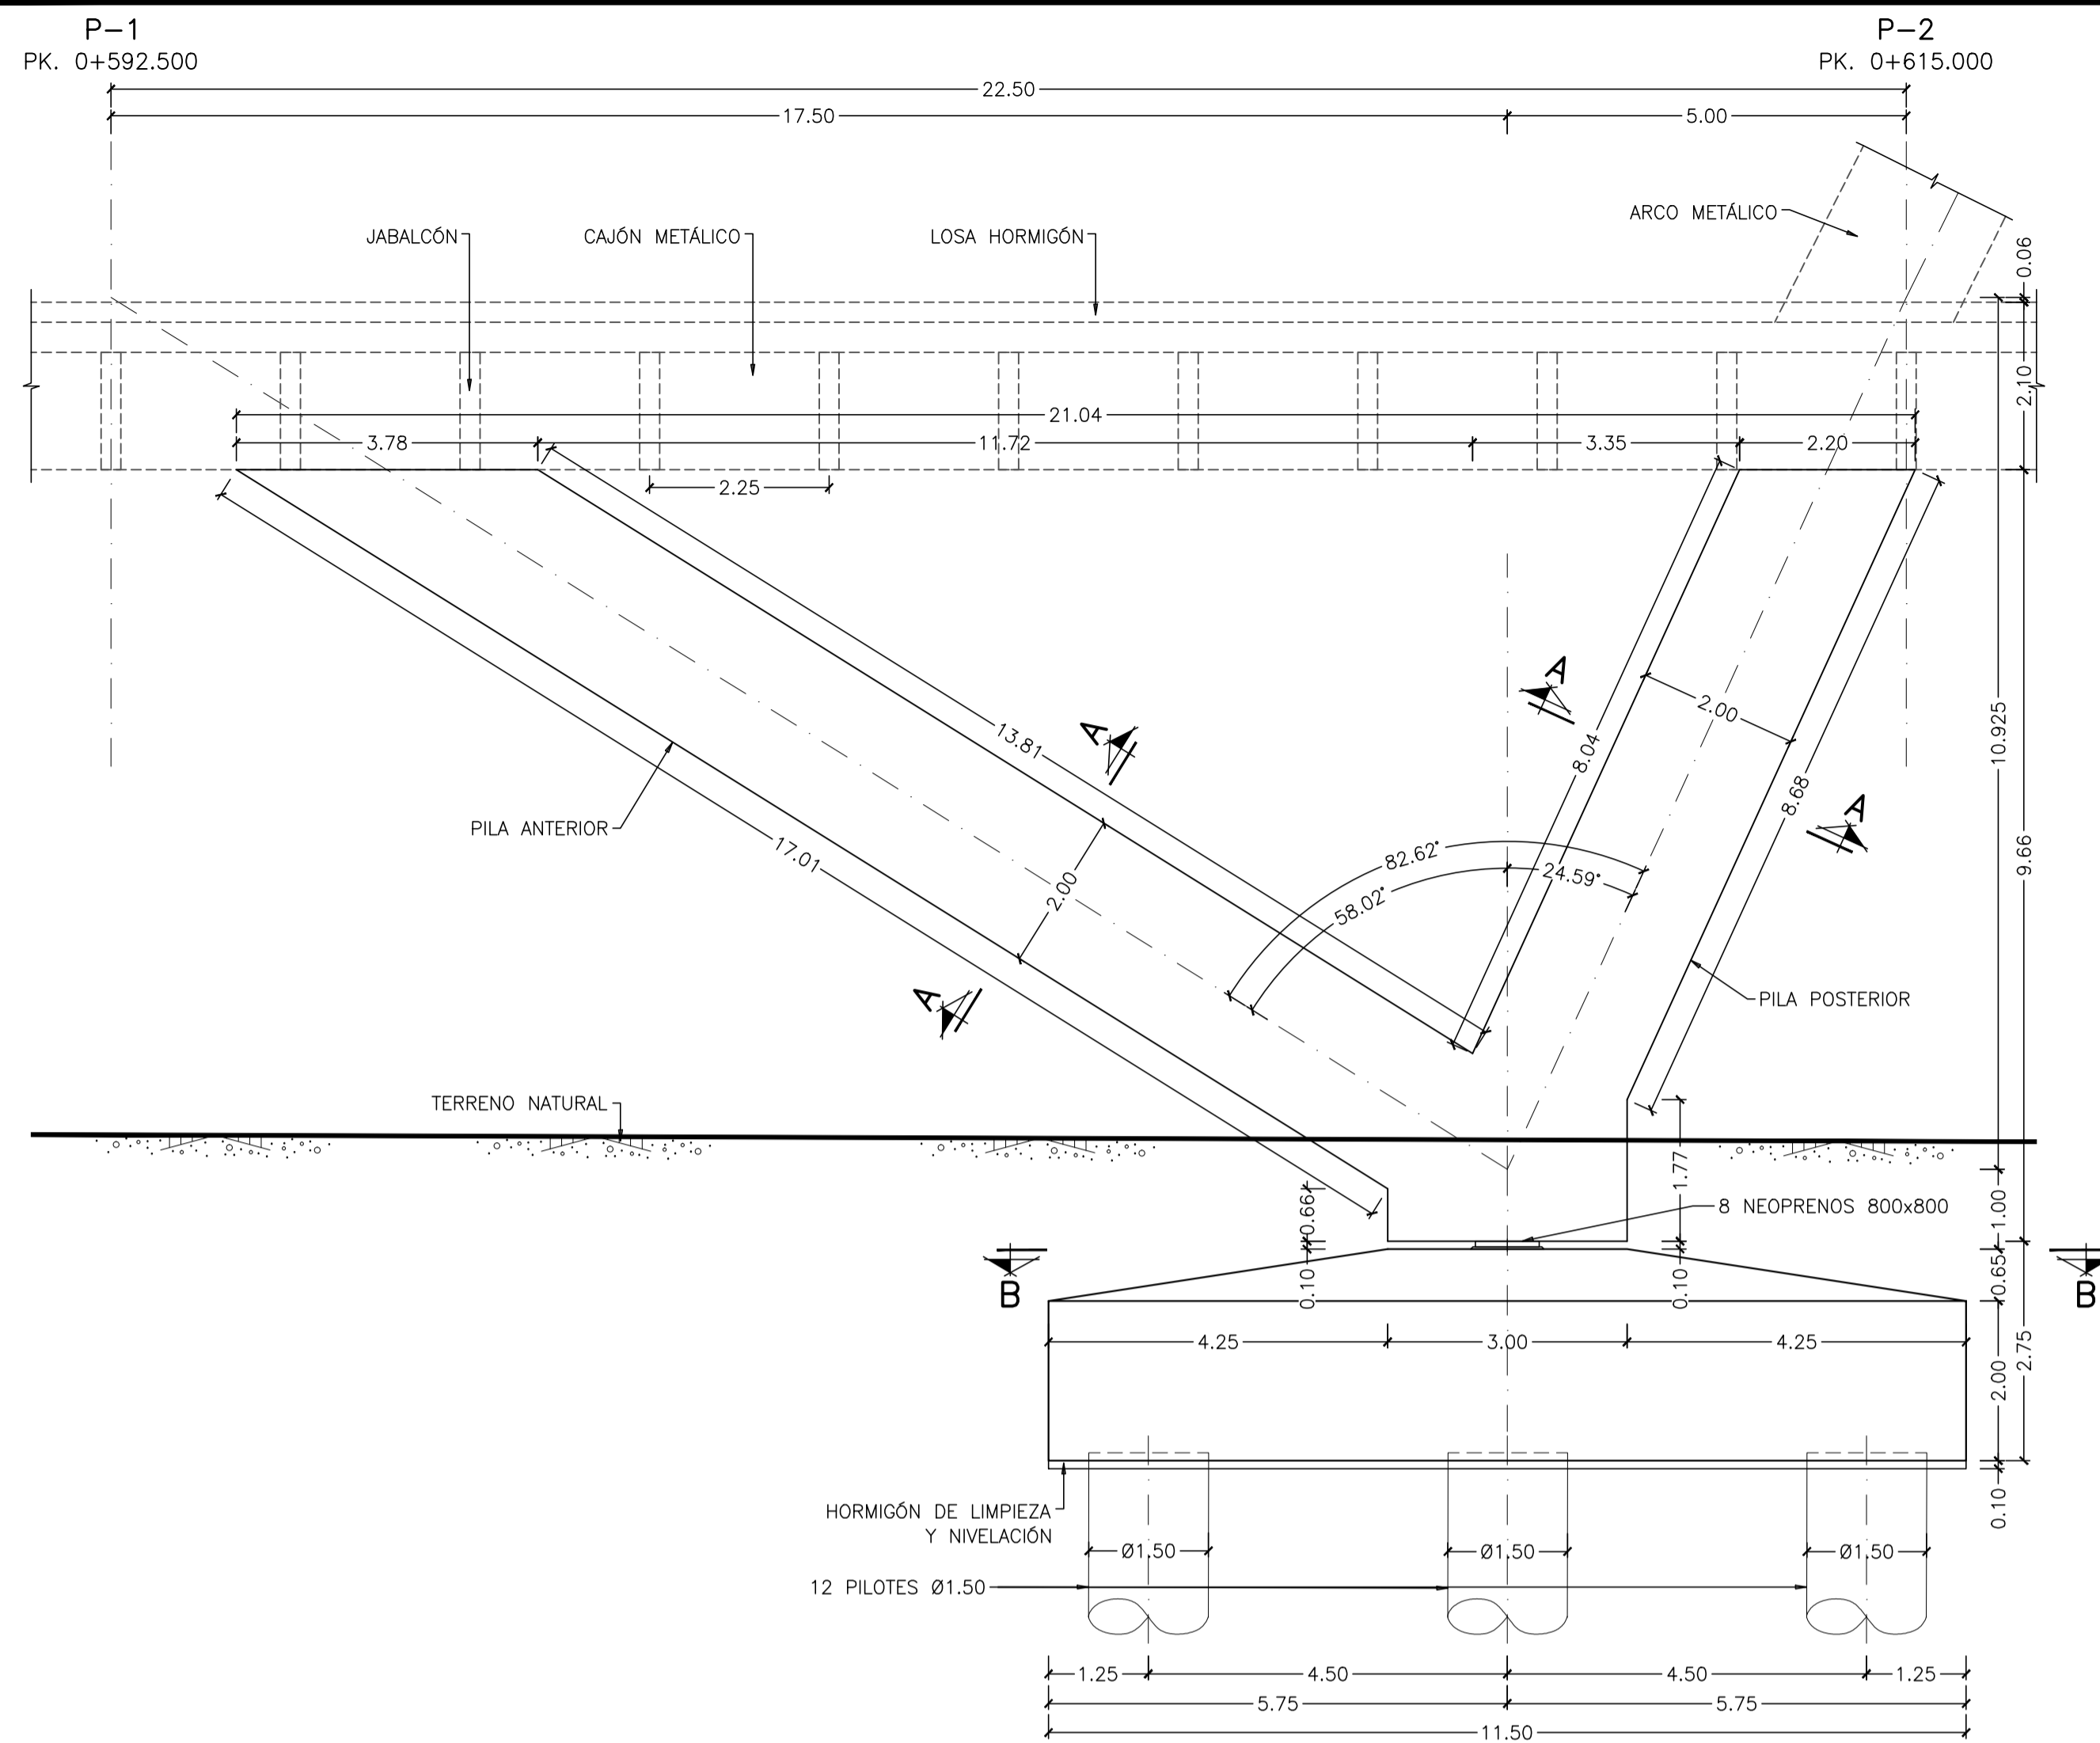 P-1
PK. 0+592.500
P-2
PK. 0+615.000
22.50
17.50
5.00
ARCO METÁLICO
JABALCÓN
CAJÓN METÁLICO
LOSA HORMIGÓN
0.06
2.10
21.04
3.78
11.72
3.35
2.20
2.25
A
A
2.00
13.81
10.925
8.04
8.68
A
PILA ANTERIOR
17.01
82.62°
9.66
24.59°
2.00
58.02°
A
PILA POSTERIOR
TERRENO NATURAL
1.77
0.66
8 NEOPRENOS 800x800
1.00
B
0.10
0.10
0.65
B
4.25
3.00
4.25
2.75
2.00
HORMIGÓN DE LIMPIEZA
Y NIVELACIÓN
0.10
Ø1.50
Ø1.50
Ø1.50
12 PILOTES Ø1.50
1.25
4.50
4.50
1.25
5.75
5.75
11.50